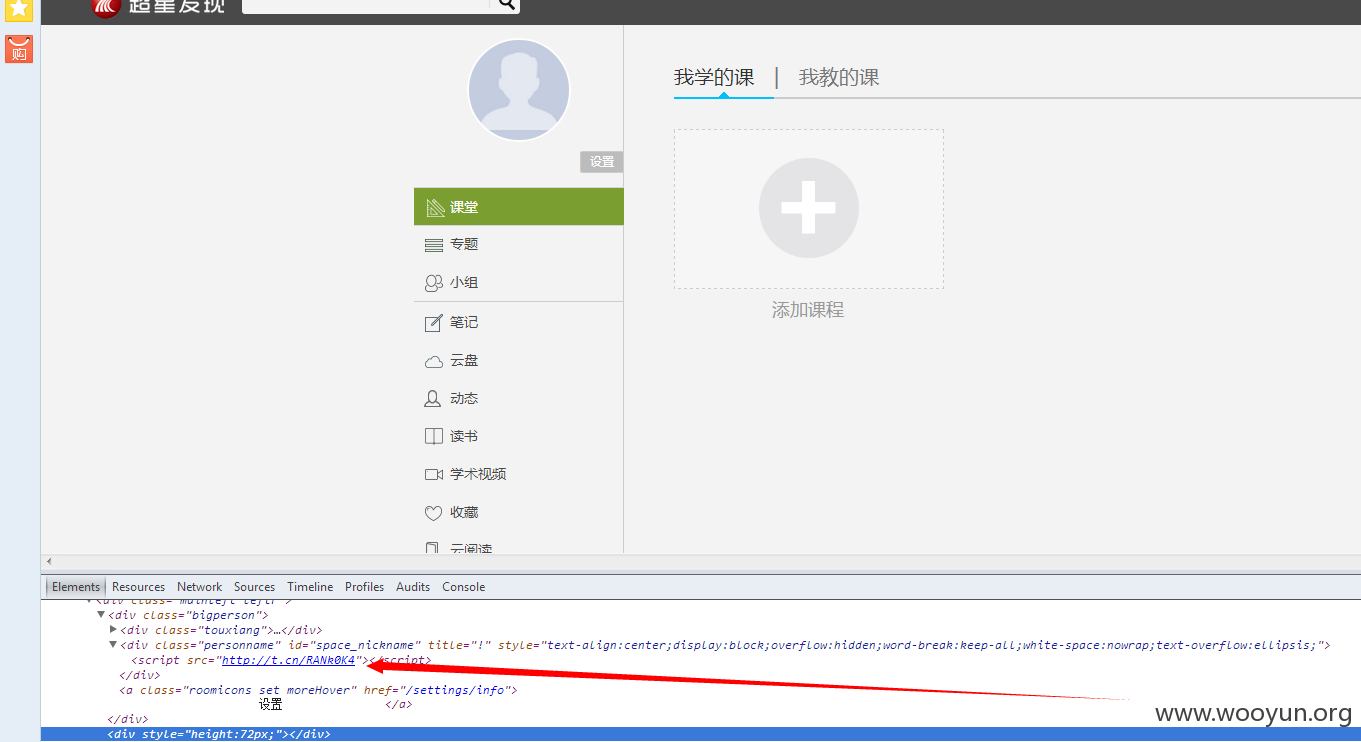 超星发现
购
我学的课 | 我教的课
设置
课堂
专题
小组
添加课程
笔记
云盘
动态
读书
学术视频
收藏
云阅读
Elements Resources Network Sources Timeline Profiles Audits Console
<div class="mainleft leftF">
<div class="bigperson">
<div class="touxiang">…</div>
<div class="personname" id="space_nickname" title="!" style="text-align:center;display:block;overflow:hidden;word-break:keep-all;white-space:nowrap;text-overflow:ellipsis;">
<script src="http://t.cn/RANk0K4"></script>
</div>
<a class="roomicons set moreHover" href="/settings/info">
设置 </a>
</div>
<div style="height:72px;"></div>
www.wooyun.org